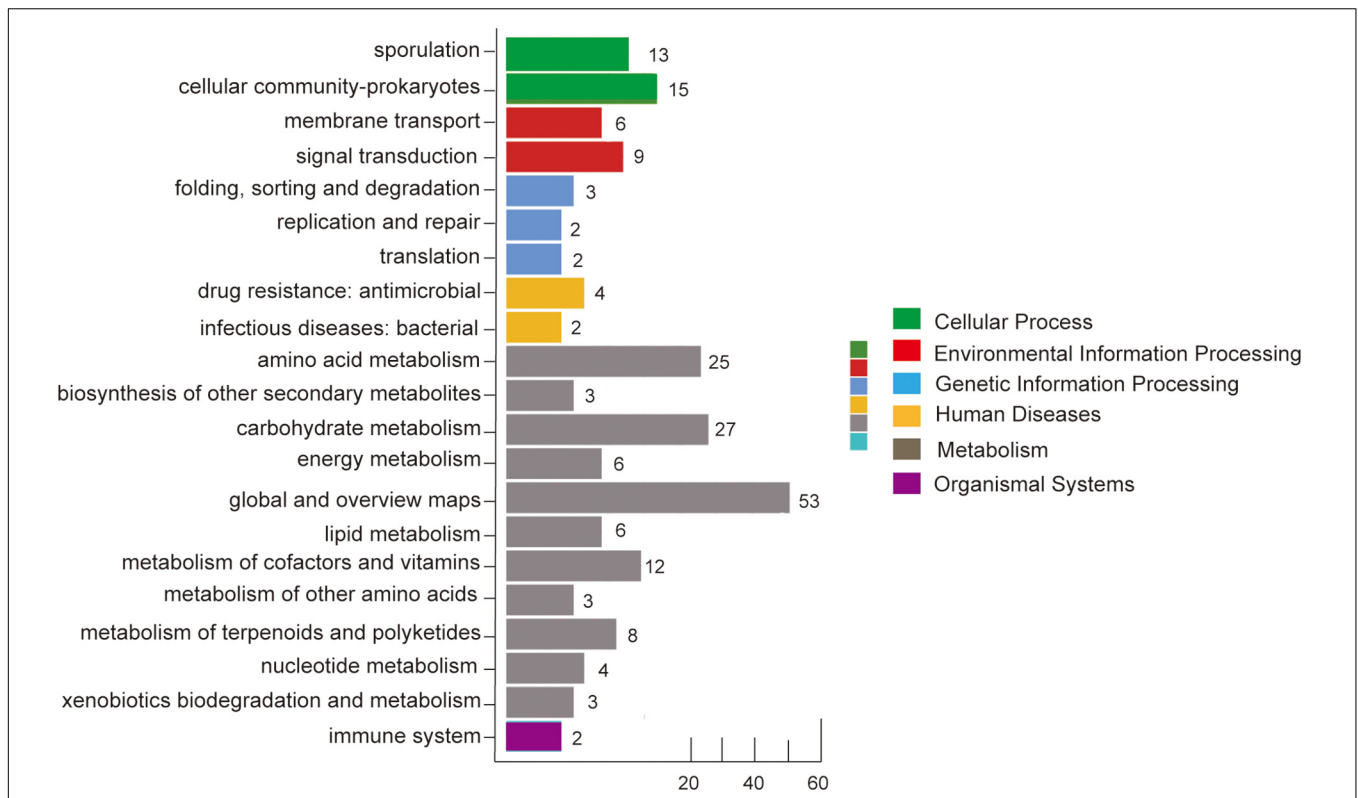 sporulation 13
cellular community-prokaryotes 15
membrane transport 6
signal transduction 9
folding, sorting and degradation 3
replication and repair 2
translation 2
drug resistance: antimicrobial 4
infectious diseases: bacterial 2
amino acid metabolism 25
biosynthesis of other secondary metabolites 3
carbohydrate metabolism 27
energy metabolism 6
global and overview maps 53
lipid metabolism 6
metabolism of cofactors and vitamins 12
metabolism of other amino acids 3
metabolism of terpenoids and polyketides 8
nucleotide metabolism 4
xenobiotics biodegradation and metabolism 3
immune system 2
20 40 60
Cellular Process
Environmental Information Processing
Genetic Information Processing
Human Diseases
Metabolism
Organismal Systems